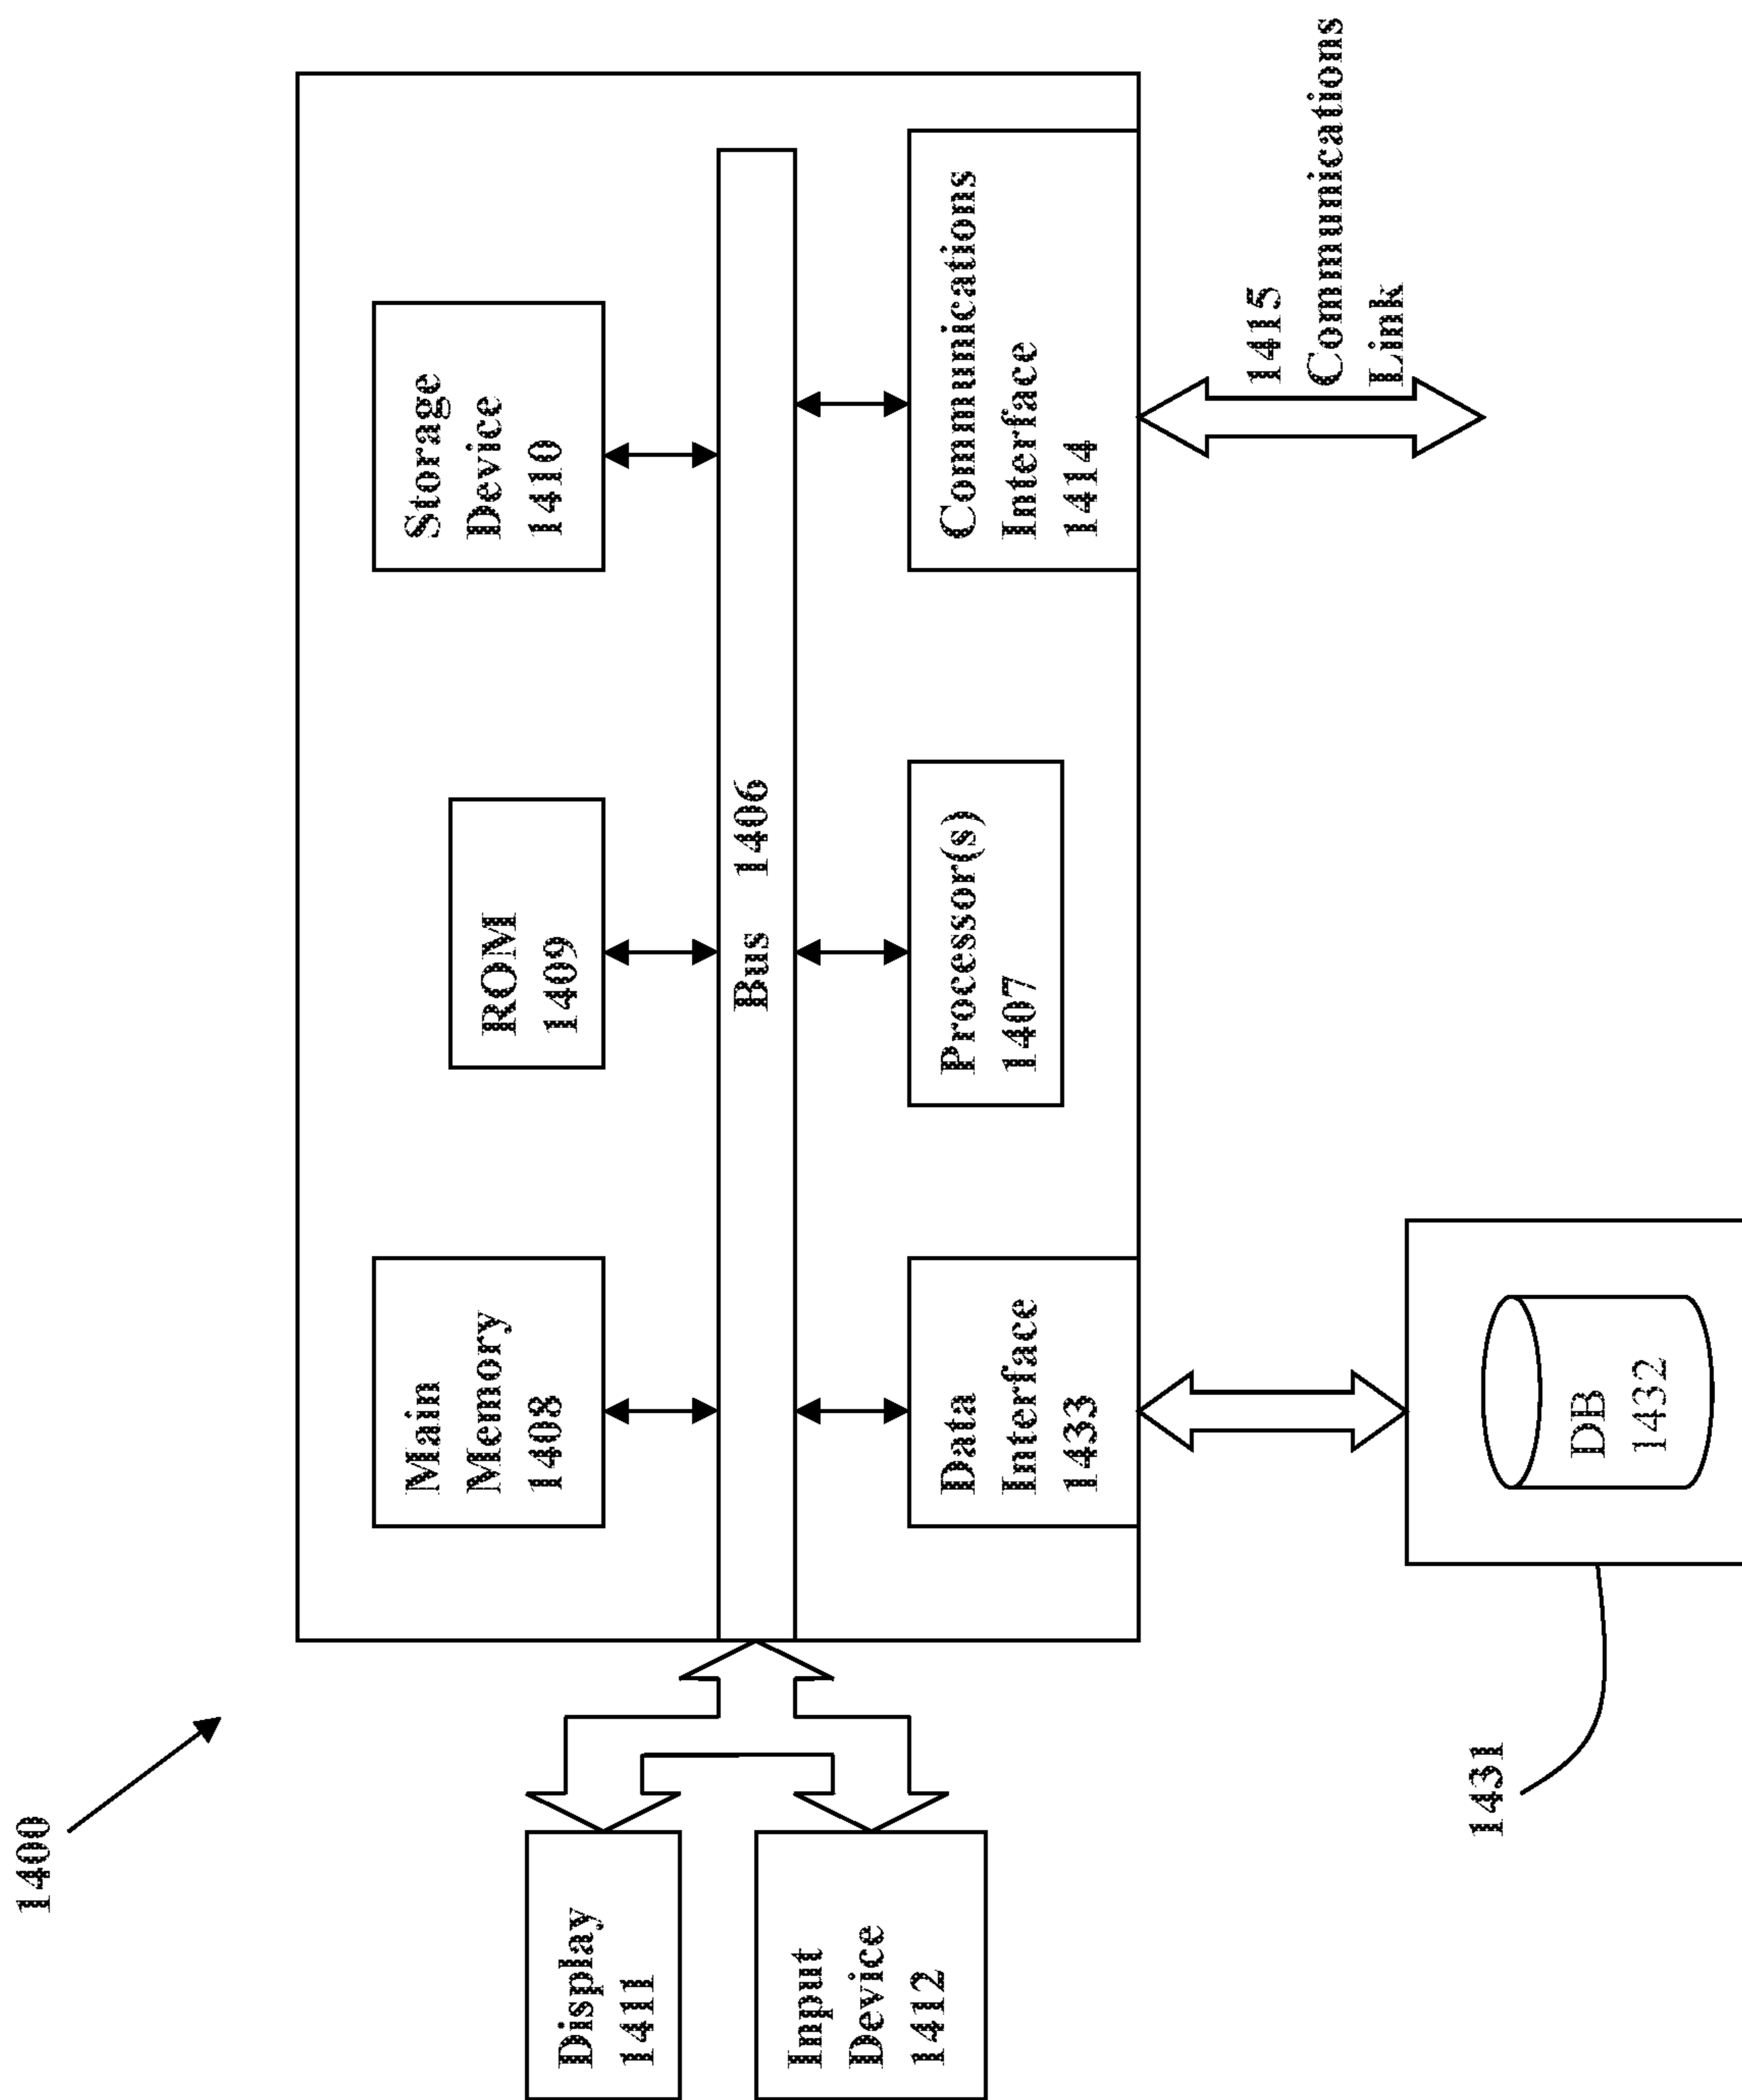 1400
Main
Memory
1408
ROM
1409
Storage
Device
1410
Bus 1406
Display
1411
Input
Device
1412
Data
Interface
1433
Processor(s)
1407
Communications
Interface
1414
1415
Communications
Link
1431
DB
1432